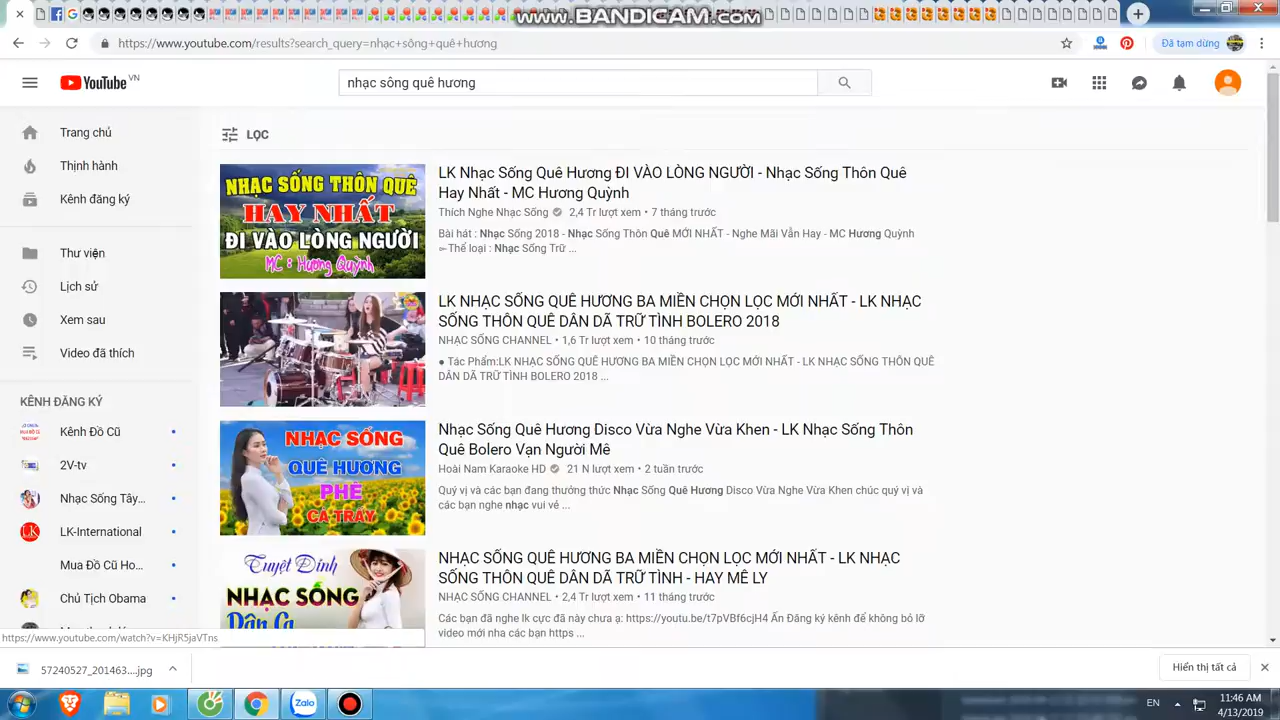 www.BANDICAM.com
https://www.youtube.com/results?search_query=nhạc+sông+quê+hương
Đã tạm dừng
YouTube VN
nhạc sông quê hương
Trang chủ
Thịnh hành
Kênh đăng ký
Thư viện
Lịch sử
Xem sau
Video đã thích
KÊNH ĐĂNG KÝ
Kênh Đồ Cũ
2V-tv
Nhạc Sống Tây...
LK-International
Mua Đồ Cũ Ho...
Chủ Tịch Obama
LỌC
NHẠC SỐNG THÔN QUÊ
HAY NHẤT
ĐI VÀO LÒNG NGƯỜI
MC : Hương Quỳnh
LK Nhạc Sống Quê Hương ĐI VÀO LÒNG NGƯỜI - Nhạc Sống Thôn Quê
Hay Nhất - MC Hương Quỳnh
Thích Nghe Nhạc Sống 2,4 Tr lượt xem • 7 tháng trước
Bài hát : Nhạc Sống 2018 - Nhạc Sống Thôn Quê MỚI NHẤT - Nghe Mãi Vẫn Hay - MC Hương Quỳnh
➳Thể loại : Nhạc Sống Trữ ...
LK NHẠC SỐNG QUÊ HƯƠNG BA MIỀN CHỌN LỌC MỚI NHẤT - LK NHẠC
SỐNG THÔN QUÊ DÂN DÃ TRỮ TÌNH BOLERO 2018
NHẠC SỐNG CHANNEL • 1,6 Tr lượt xem • 10 tháng trước
● Tác Phẩm:LK NHẠC SỐNG QUÊ HƯƠNG BA MIỀN CHỌN LỌC MỚI NHẤT - LK NHẠC SỐNG THÔN QUÊ
DÂN DÃ TRỮ TÌNH BOLERO 2018 ...
NHẠC SỐNG
QUÊ HƯƠNG
PHÊ
CẢ TRAY
Nhạc Sống Quê Hương Disco Vừa Nghe Vừa Khen - LK Nhạc Sống Thôn
Quê Bolero Vạn Người Mê
Hoài Nam Karaoke HD 21 N lượt xem • 2 tuần trước
Quý vị và các bạn đang thưởng thức Nhạc Sống Quê Hương Disco Vừa Nghe Vừa Khen chúc quý vị và
các bạn nghe nhạc vui vẻ ...
Tuyệt Đỉnh
NHẠC SỐNG
Dân Ca
NHẠC SỐNG QUÊ HƯƠNG BA MIỀN CHỌN LỌC MỚI NHẤT - LK NHẠC
SỐNG THÔN QUÊ DÂN DÃ TRỮ TÌNH - HAY MÊ LY
NHẠC SỐNG CHANNEL • 2,4 Tr lượt xem • 11 tháng trước
Các bạn đã nghe lk cực đã này chưa ạ: https://youtu.be/t7pVBf6cjH4 Ấn Đăng ký kênh để không bỏ lỡ
video mới nha các bạn https ...
https://www.youtube.com/watch?v=KHjR5jaVTns
57240527_201463....jpg
Hiển thị tất cả
Zalo
EN
11:46 AM
4/13/2019